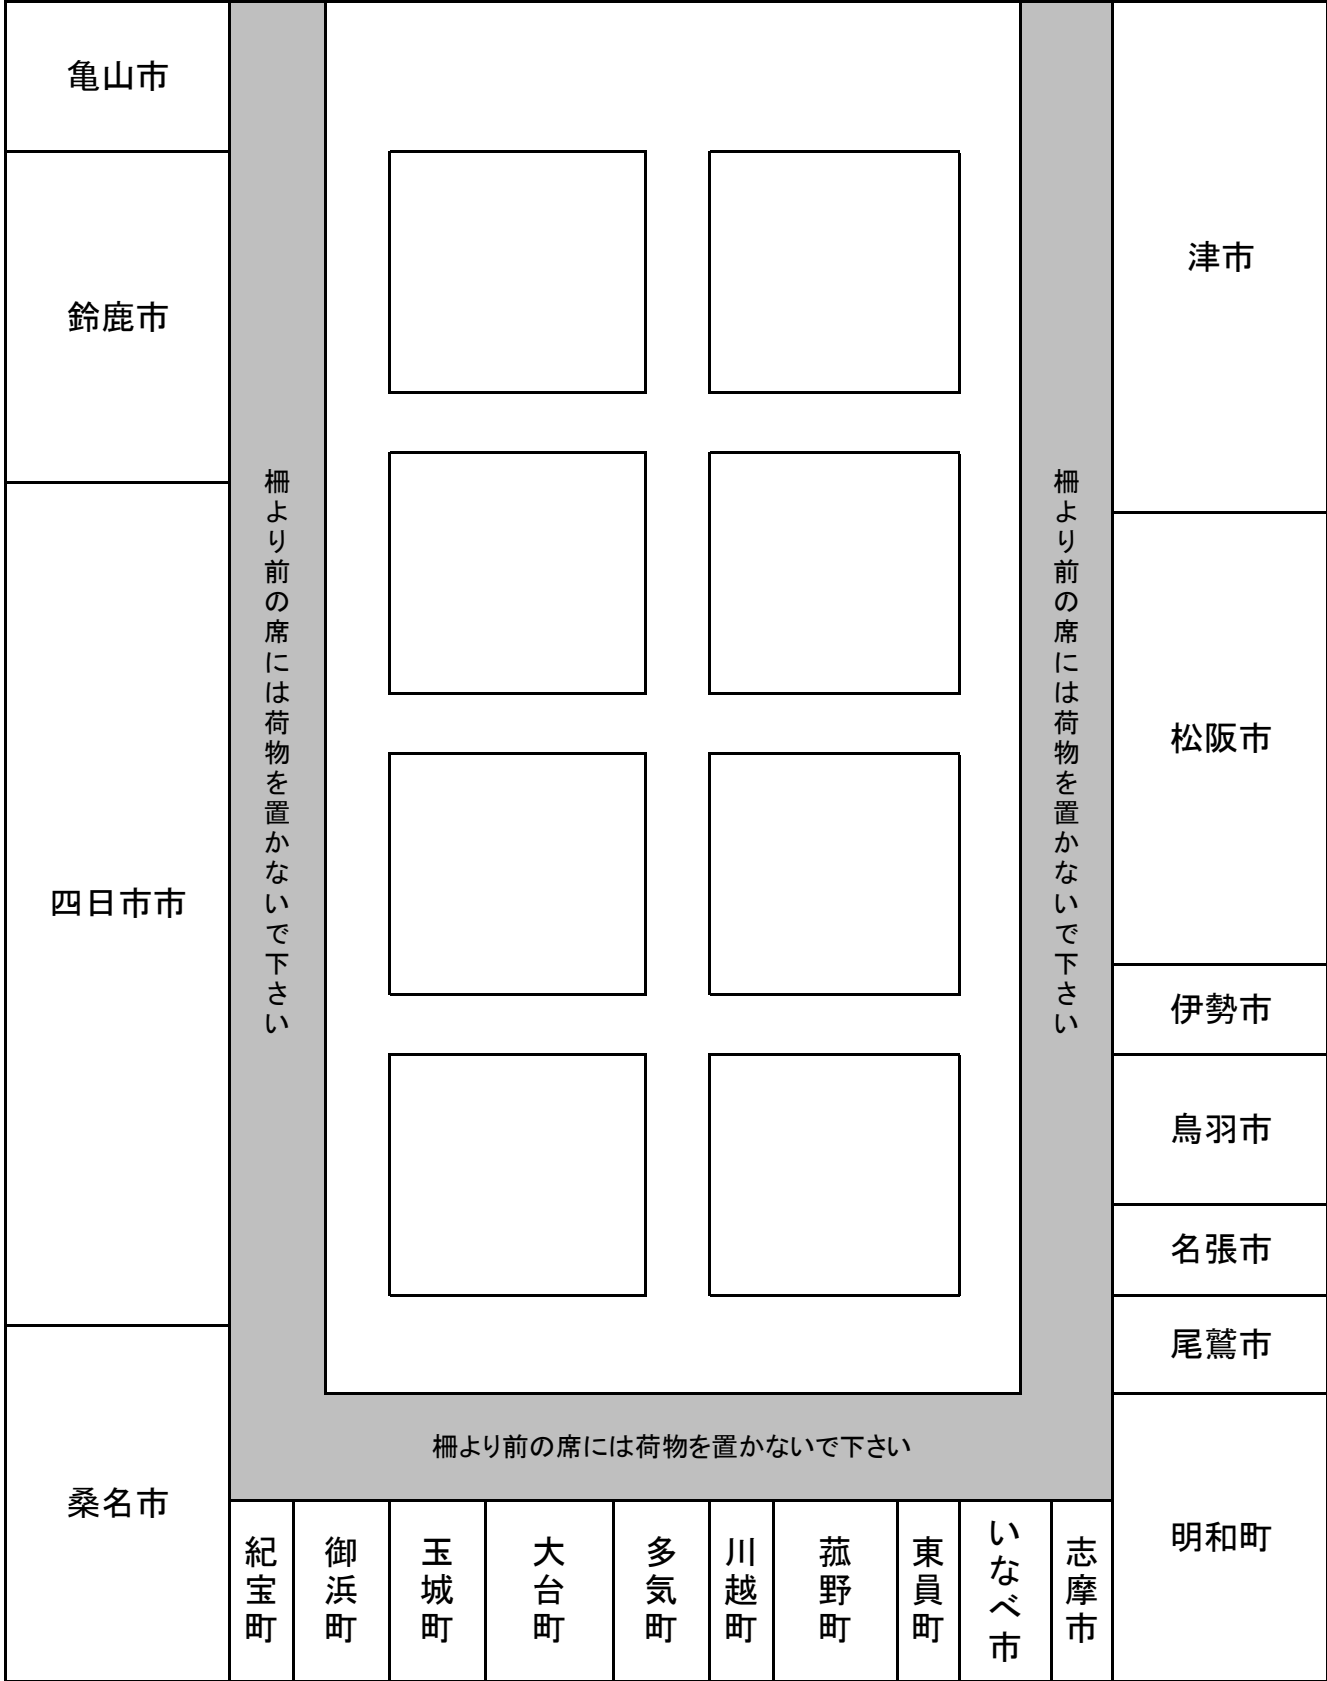 亀山市
鈴鹿市
四日市市
桑名市
柵より前の席には荷物を置かないで下さい
柵より前の席には荷物を置かないで下さい
津市
松阪市
伊勢市
鳥羽市
名張市
尾鷲市
明和町
柵より前の席には荷物を置かないで下さい
紀宝町
御浜町
玉城町
大台町
多気町
川越町
菰野町
東員町
いなべ市
志摩市